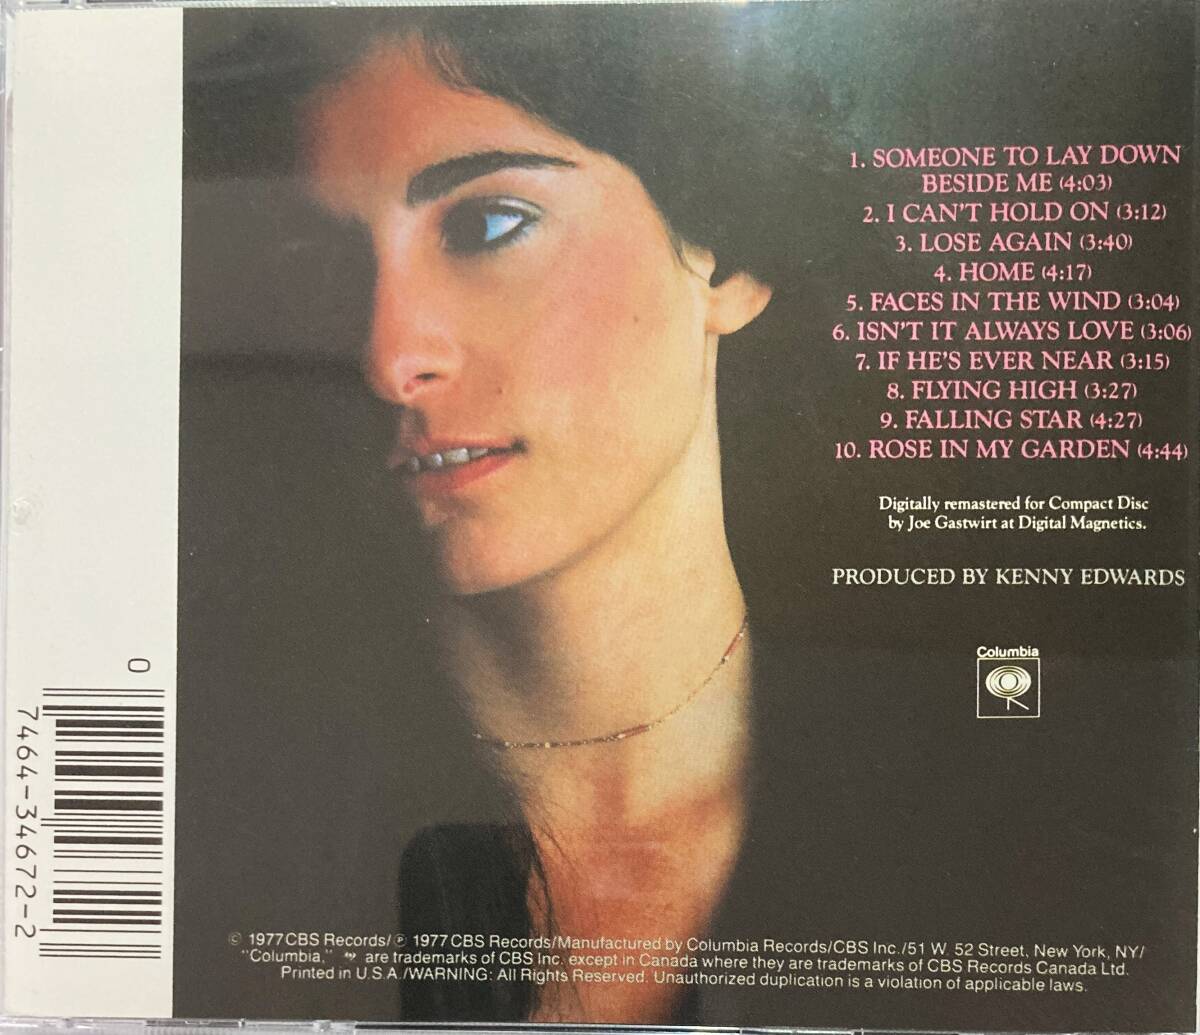 1. SOMEONE TO LAY DOWN
BESIDE ME (4:03)
2. I CAN'T HOLD ON (3:12)
3. LOSE AGAIN (3:40)
4. HOME (4:17)
5. FACES IN THE WIND (3:04)
6. ISN'T IT ALWAYS LOVE (3:06)
7. IF HE'S EVER NEAR (3:15)
8. FLYING HIGH (3:27)
9. FALLING STAR (4:27)
10. ROSE IN MY GARDEN (4:44)
Digitally remastered for Compact Disc
by Joe Gastwirt at Digital Magnetics.
PRODUCED BY KENNY EDWARDS
Columbia
0
7464-34672-2
© 1977 CBS Records/℗ 1977 CBS Records/Manufactured by Columbia Records/CBS Inc./51 W. 52 Street, New York, NY/
"Columbia," are trademarks of CBS Inc. except in Canada where they are trademarks of CBS Records Canada Ltd.
Printed in U.S.A./WARNING: All Rights Reserved. Unauthorized duplication is a violation of applicable laws.